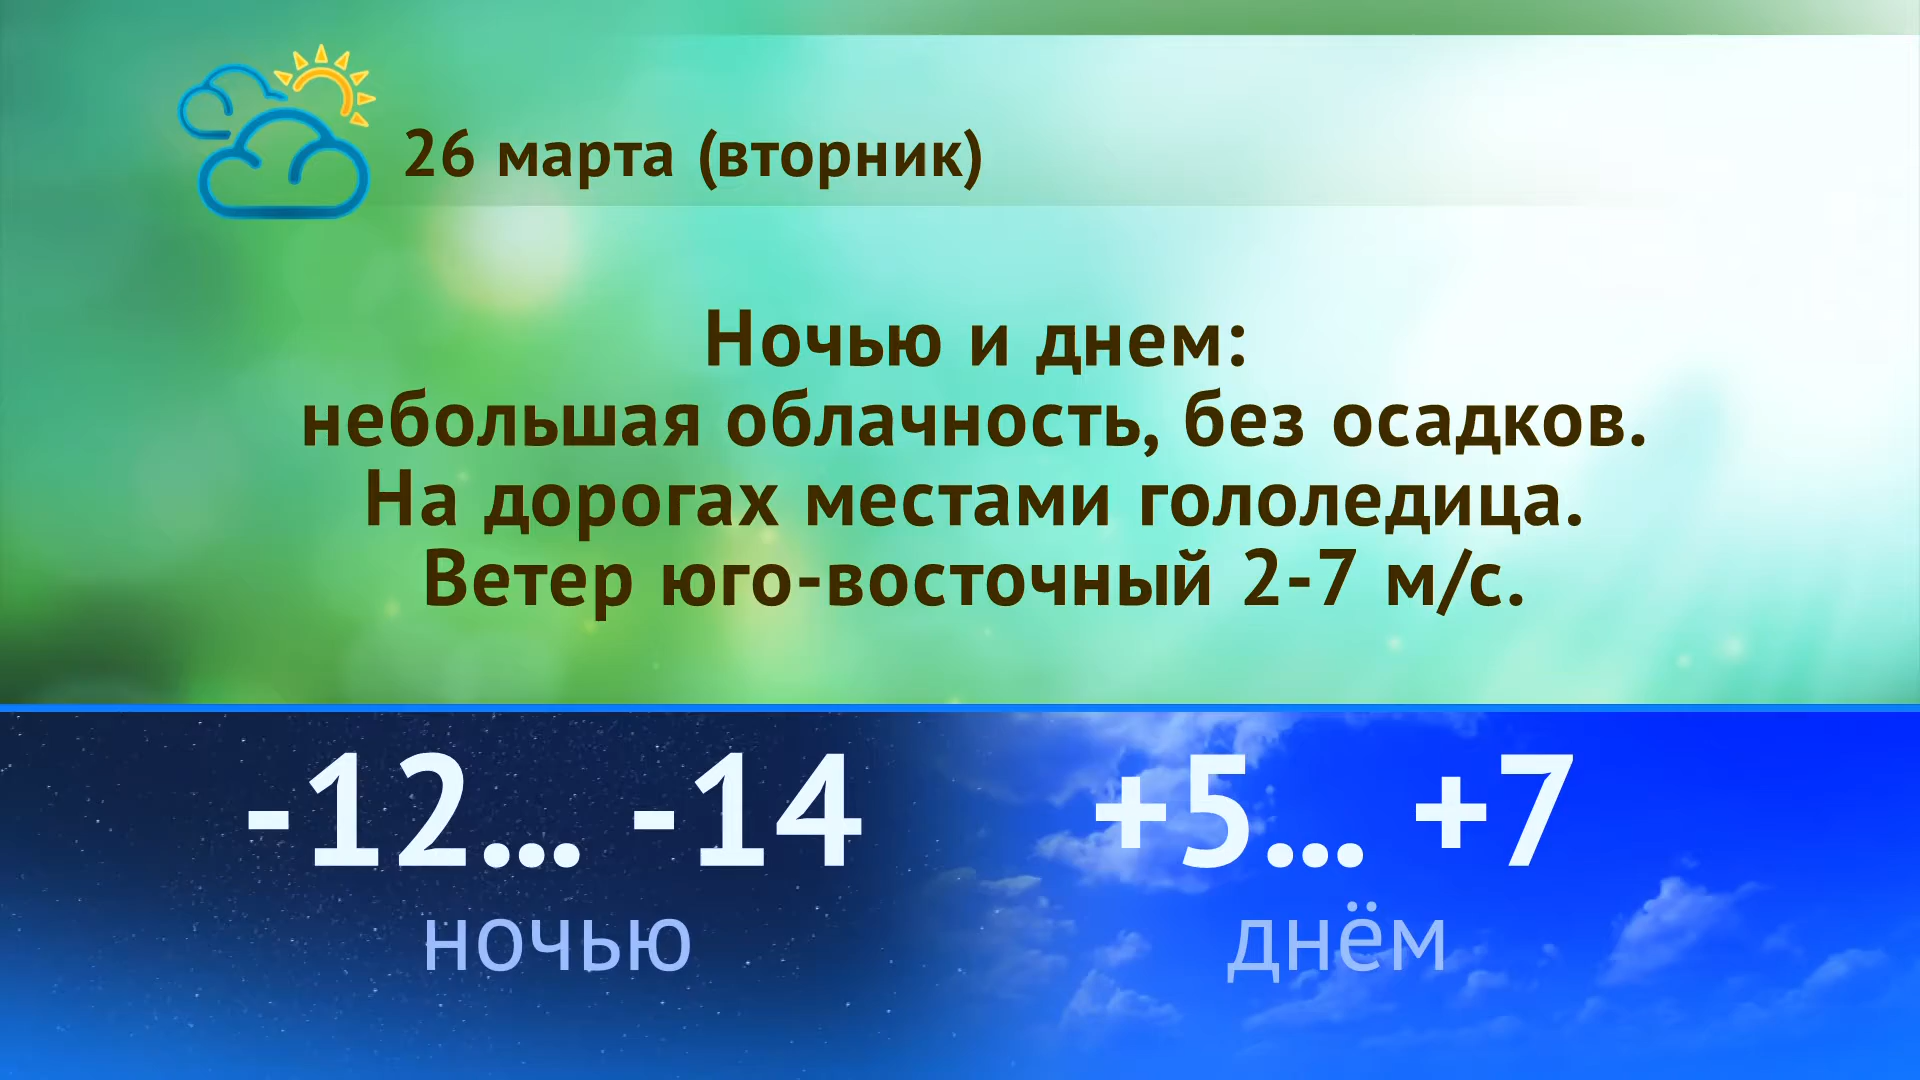 26 марта (вторник)
Ночью и днем:
небольшая облачность, без осадков.
На дорогах местами гололедица.
Ветер юго-восточный 2-7 м/с.
-12... -14
+5... +7
ночью
днём